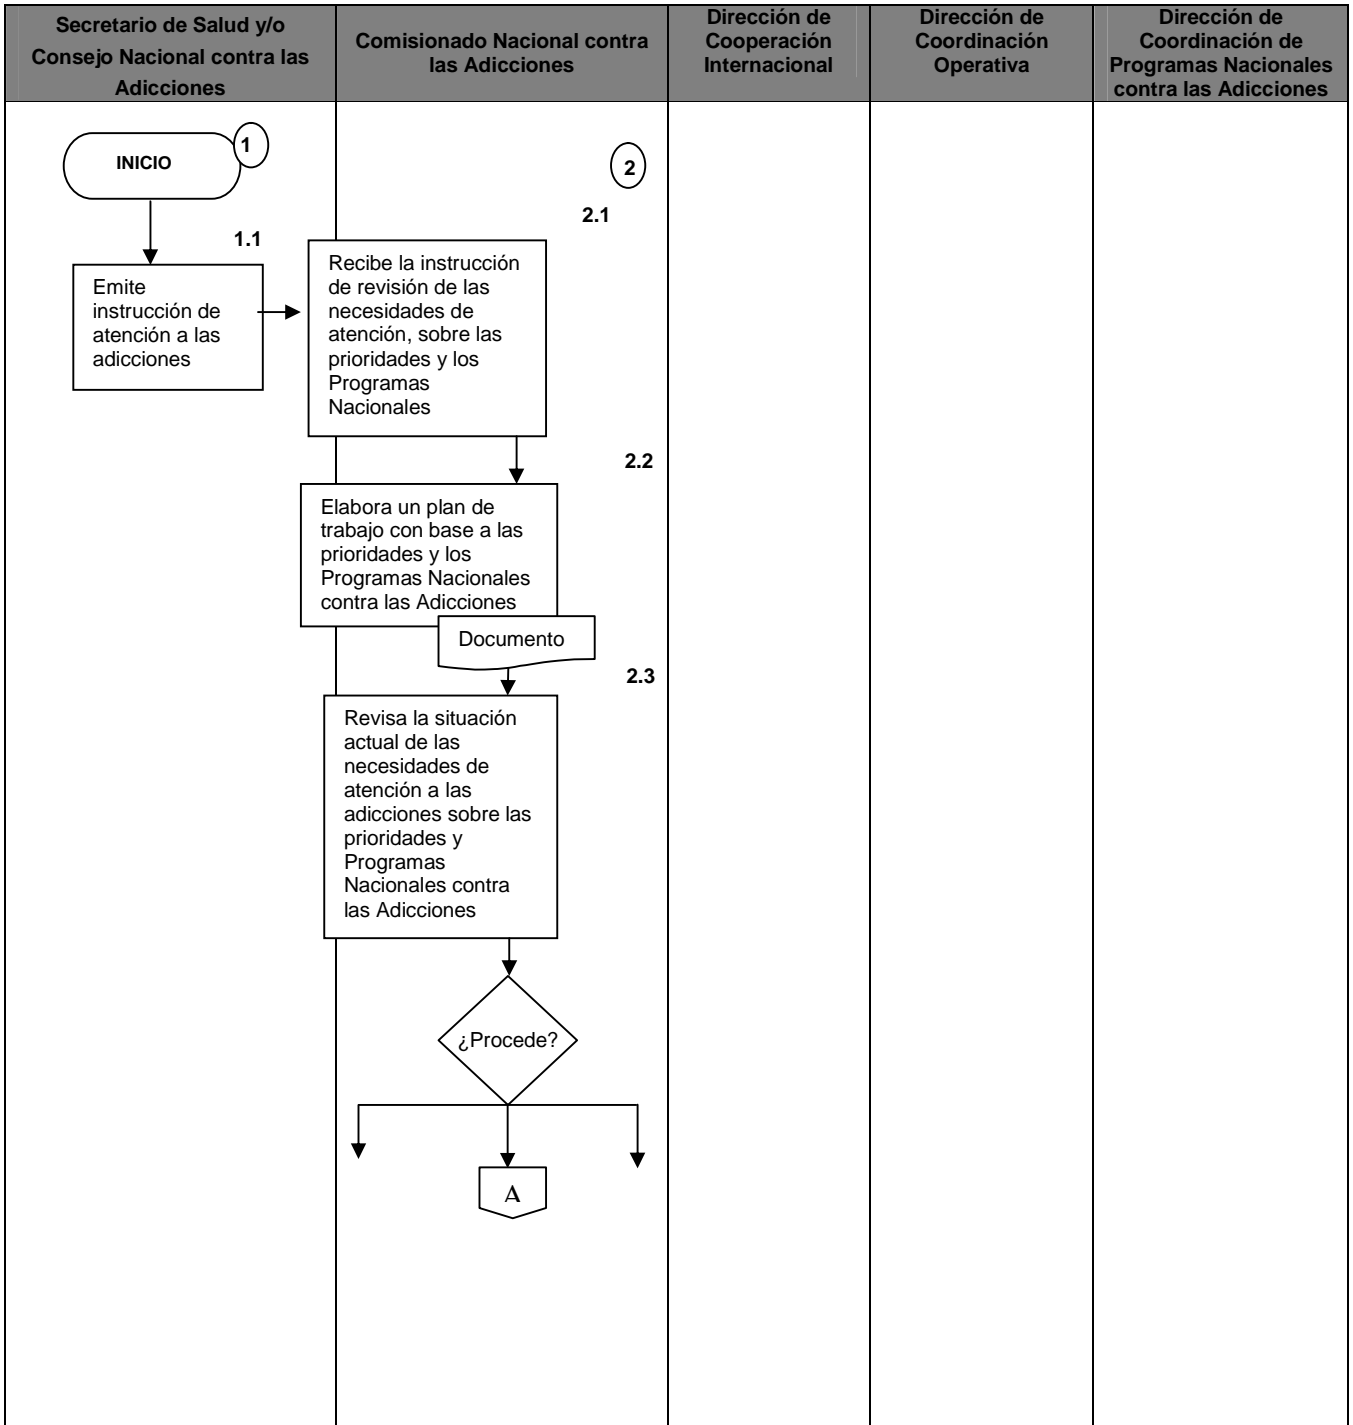 Secretario de Salud y/o
Consejo Nacional contra las
Adicciones
Comisionado Nacional contra
las Adicciones
Dirección de
Cooperación
Internacional
Dirección de
Coordinación
Operativa
Dirección de
Coordinación de
Programas Nacionales
contra las Adicciones
INICIO
1
2
2.1
1.1
Emite
instrucción de
atención a las
adicciones
Recibe la instrucción
de revisión de las
necesidades de
atención, sobre las
prioridades y los
Programas
Nacionales
2.2
Elabora un plan de
trabajo con base a las
prioridades y los
Programas Nacionales
contra las Adicciones
Documento
2.3
Revisa la situación
actual de las
necesidades de
atención a las
adicciones sobre las
prioridades y
Programas
Nacionales contra
las Adicciones
¿Procede?
A